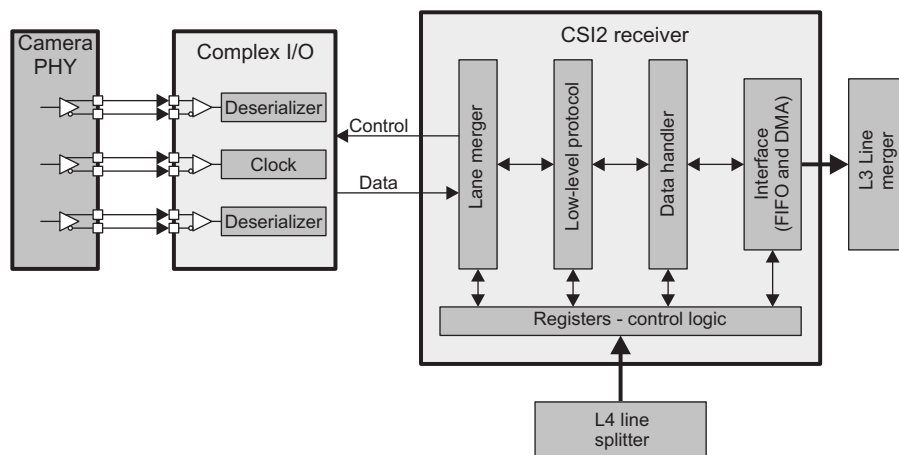 Camera
PHY
Complex I/O
CSI2 receiver
Deserializer
Clock
Deserializer
Control
Data
Lane merger
Low-level protocol
Data handler
Interface
(FIFO and DMA)
L3 Line
merger
Registers - control logic
L4 line
splitter